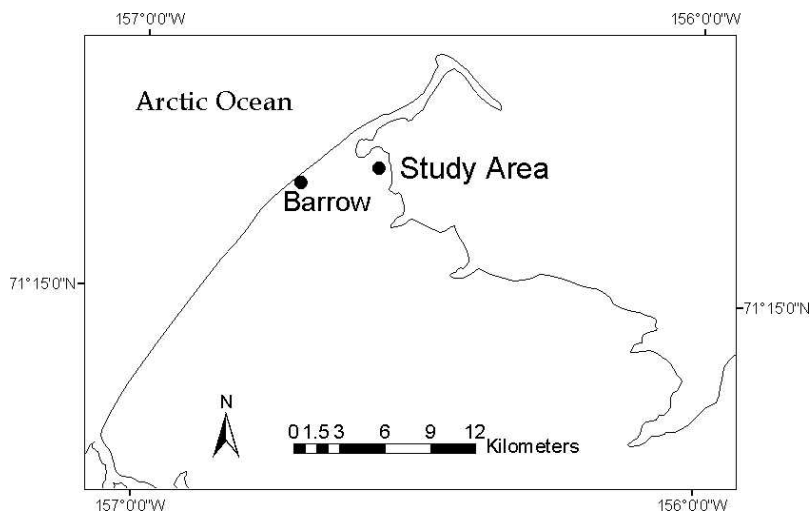 157°0'0"W 156°0'0"W
Arctic Ocean
Study Area
Barrow
71°15'0"N
71°15'0"N
N
0 1.5 3 6 9 12
Kilometers
157°0'0"W 156°0'0"W